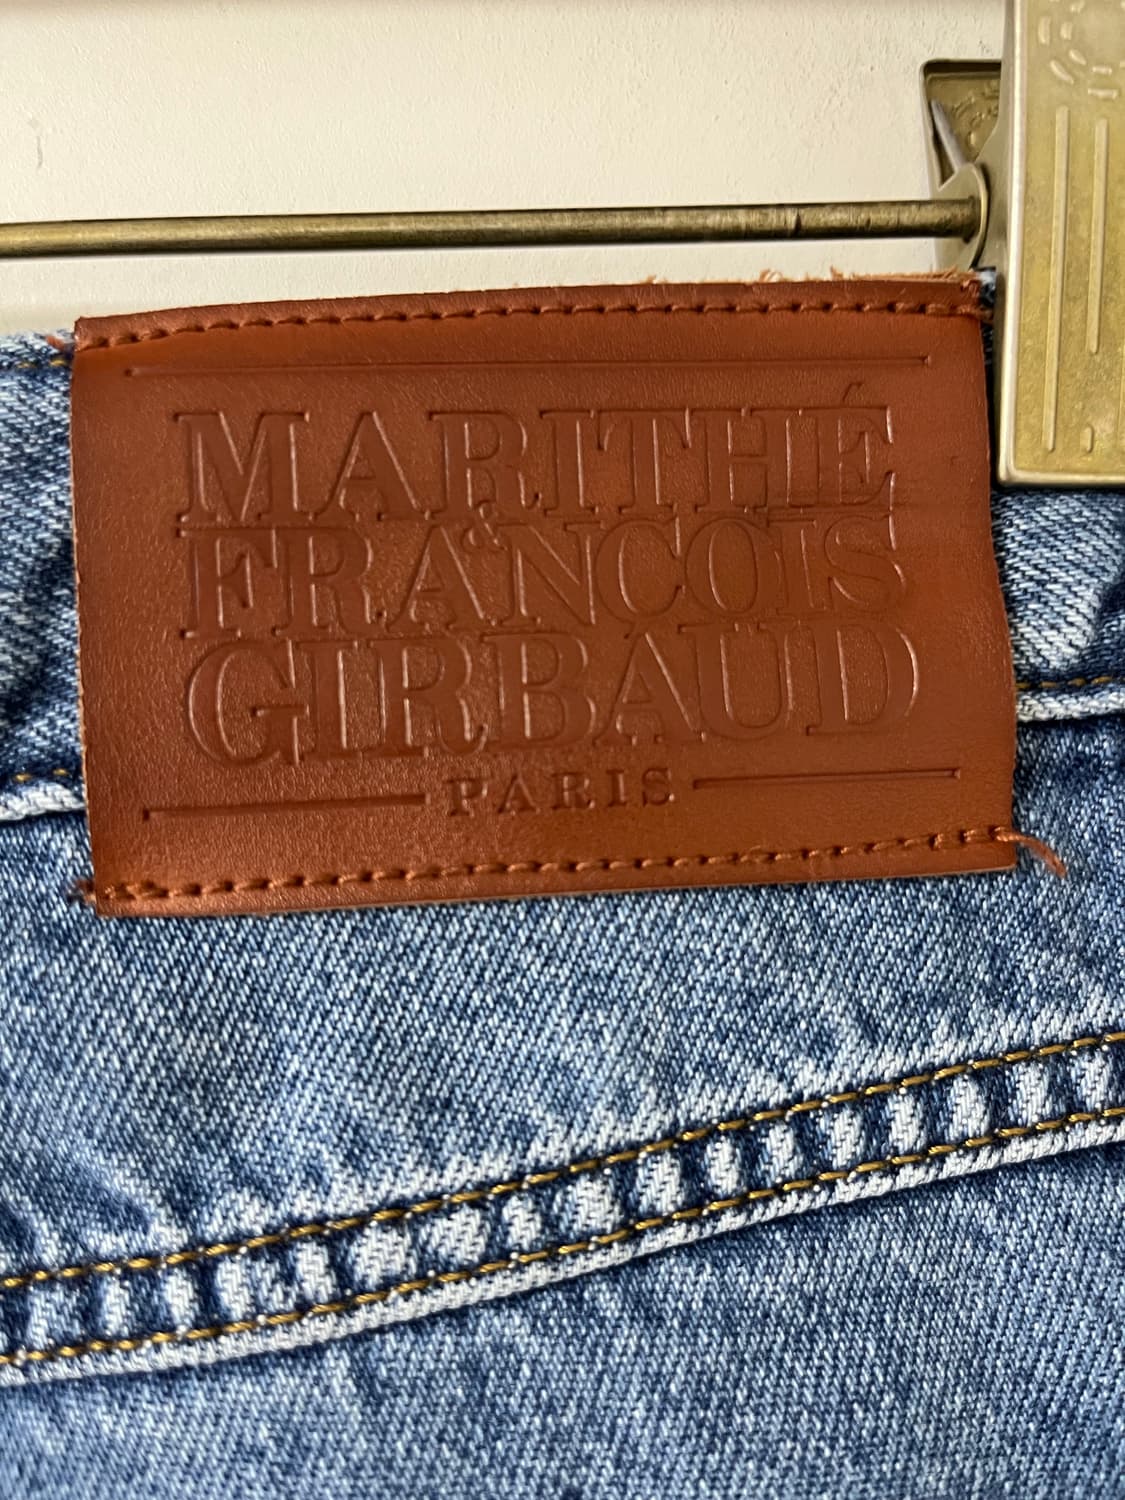 MARITHÉ
&
FRANÇOIS
GIRBAUD
PARIS